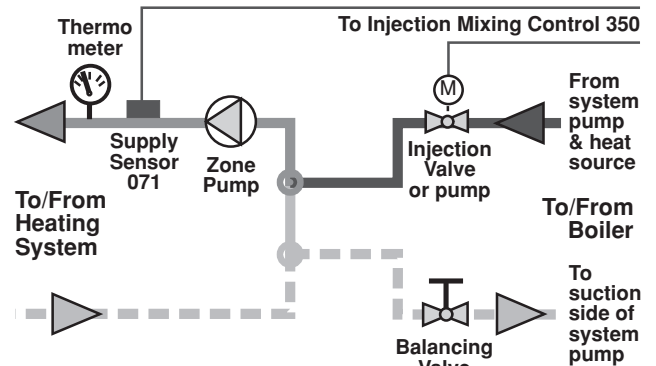 Thermo
meter
To Injection Mixing Control 350
M
From
system
pump
& heat
source
Supply
Sensor
071
Zone
Pump
Injection
Valve
or pump
To/From
Heating
System
To/From
Boiler
To
suction
side of
system
pump
Balancing
Valve